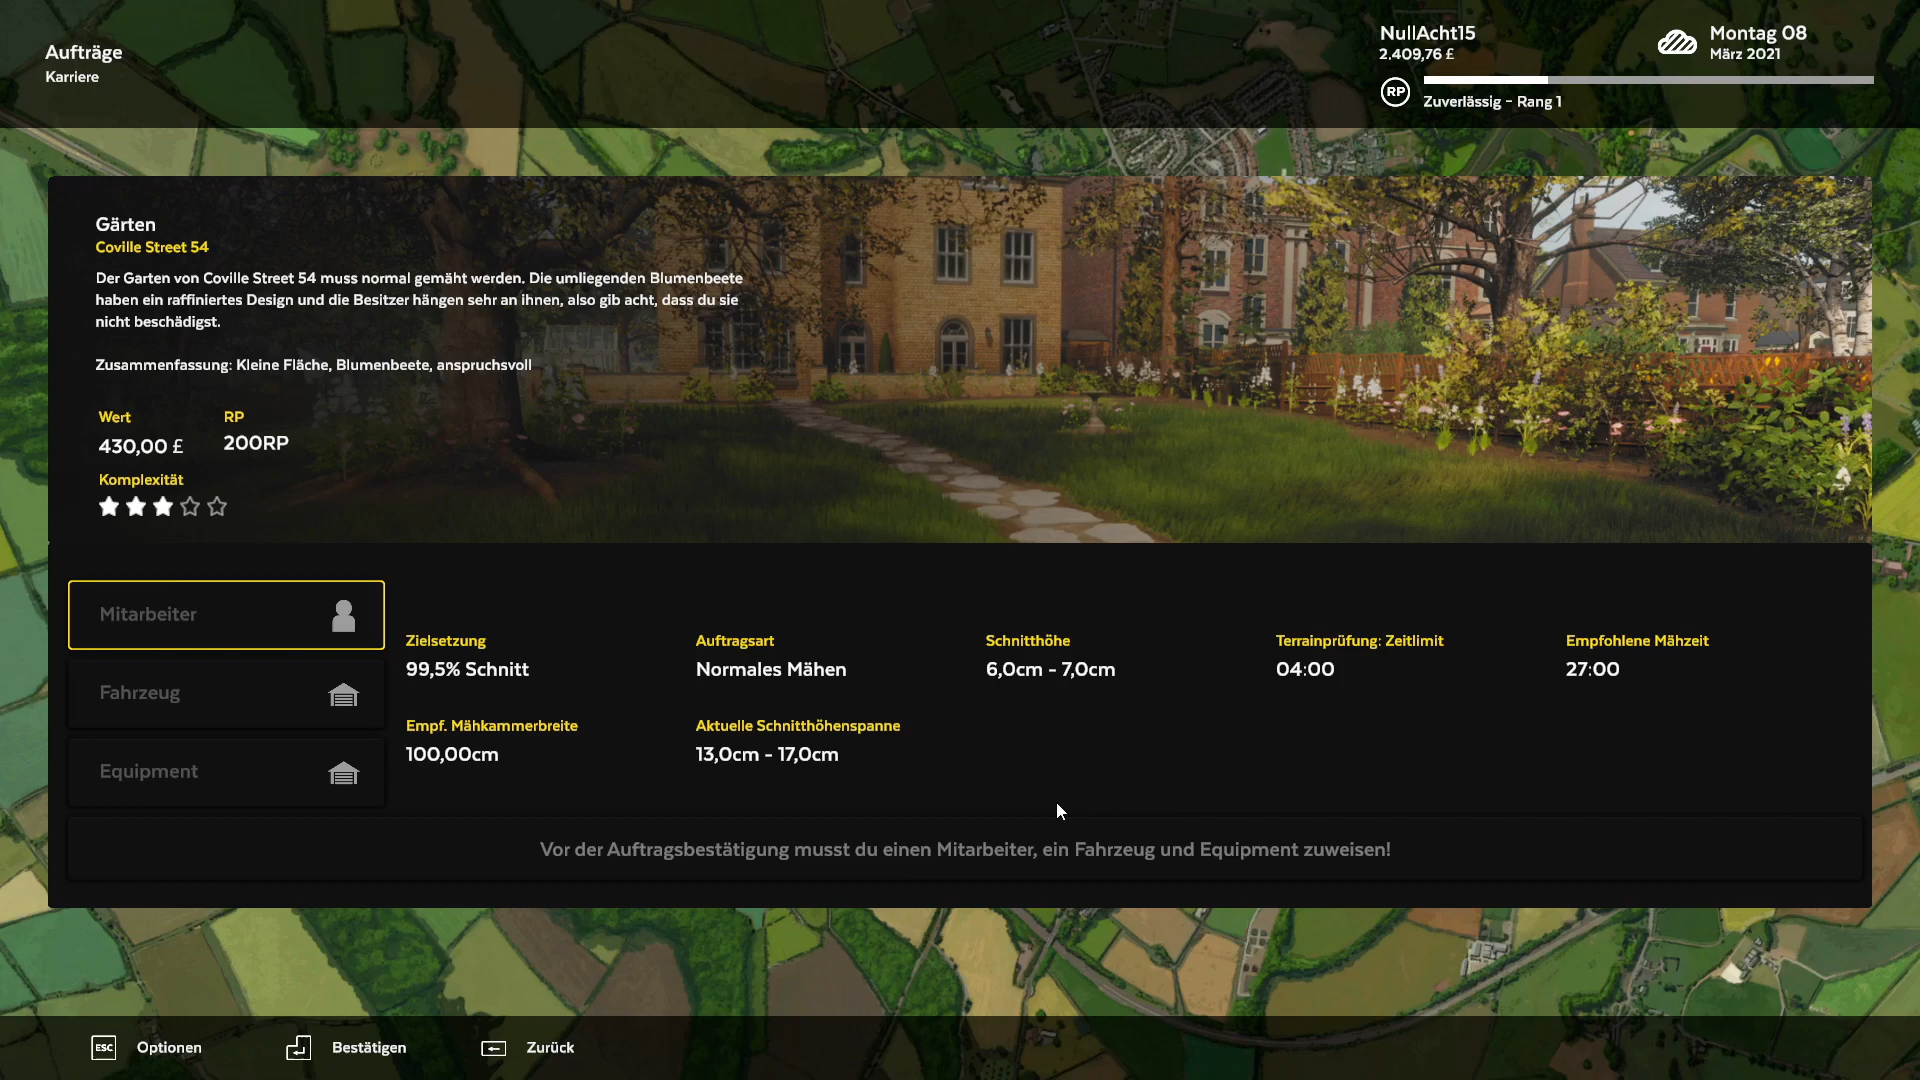 Aufträge
Karriere
NullAcht15
2.409,76 £
Montag 08
März 2021
RP
Zuverlässig - Rang 1
Gärten
Coville Street 54
Der Garten von Coville Street 54 muss normal gemäht werden. Die umliegenden Blumenbeete
haben ein raffiniertes Design und die Besitzer hängen sehr an ihnen, also gib acht, dass du sie
nicht beschädigst.
Zusammenfassung: Kleine Fläche, Blumenbeete, anspruchsvoll
Wert
RP
430,00 £
200RP
Komplexität
Mitarbeiter
Fahrzeug
Equipment
Zielsetzung
99,5% Schnitt
Auftragsart
Normales Mähen
Schnitthöhe
6,0cm - 7,0cm
Terrainprüfung: Zeitlimit
04:00
Empfohlene Mähzeit
27:00
Empf. Mähkammerbreite
100,00cm
Aktuelle Schnitthöhenspanne
13,0cm - 17,0cm
Vor der Auftragsbestätigung musst du einen Mitarbeiter, ein Fahrzeug und Equipment zuweisen!
ESC
Optionen
Bestätigen
Zurück